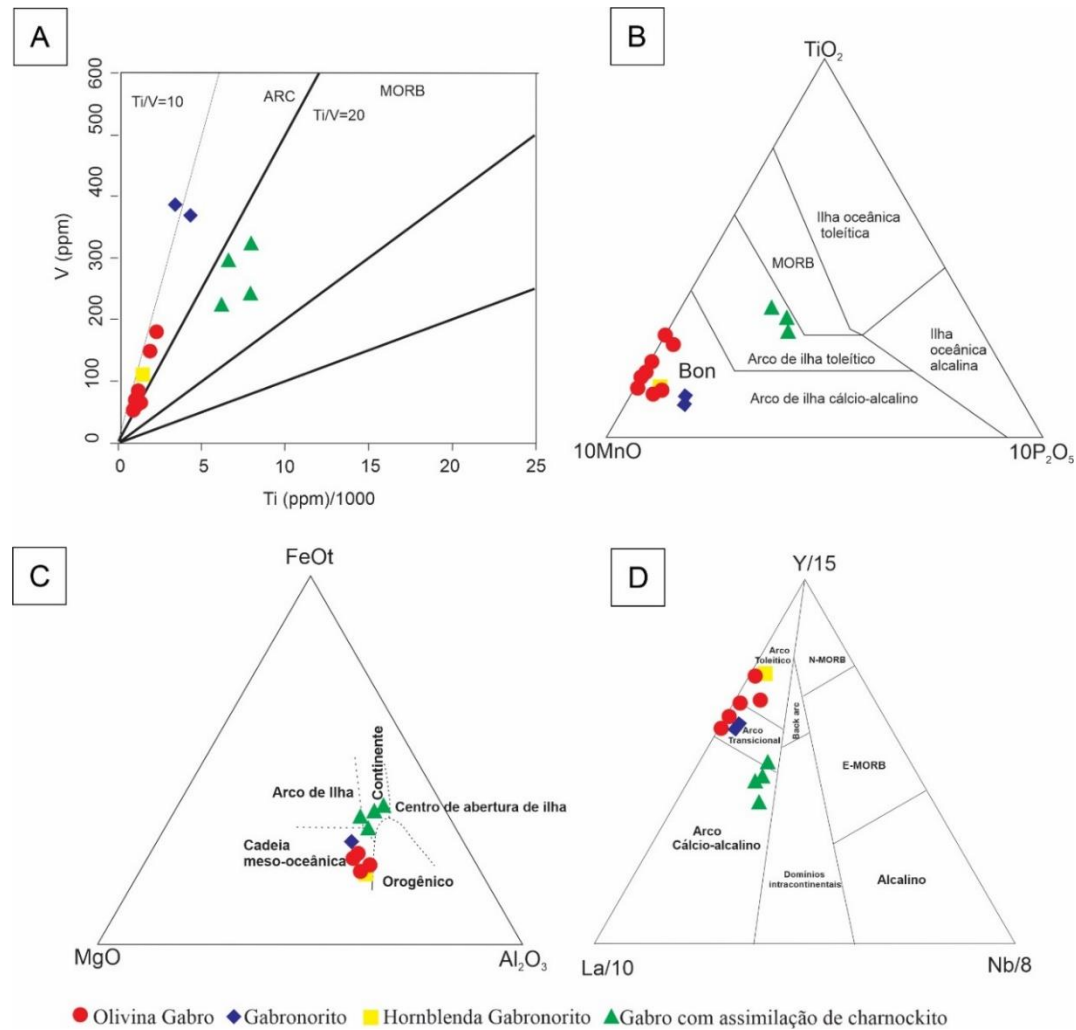 A
600
500
400
300
200
100
0
V (ppm)
Ti/V=10
ARC
Ti/V=20
MORB
0
5
10
15
20
25
Ti (ppm)/1000
B
TiO₂
Ilha oceânica
toleítica
MORB
Ilha
oceânica
alcalina
Arco de ilha toleítico
Bon
Arco de ilha cálcio-alcalino
10MnO
10P₂O₅
C
FeOt
Arco de Ilha
Continente
Centro de abertura de ilha
Cadeia
meso-oceânica
Orogênico
MgO
Al₂O₃
D
Y/15
Arco
Toleítico
N-MORB
Back arc
Arco
Transicional
E-MORB
Arco
Cálcio-alcalino
Domínios
intracontinentais
Alcalino
La/10
Nb/8
Olivina Gabro
Gabronorito
Hornblenda Gabronorito
Gabro com assimilação de charnockito